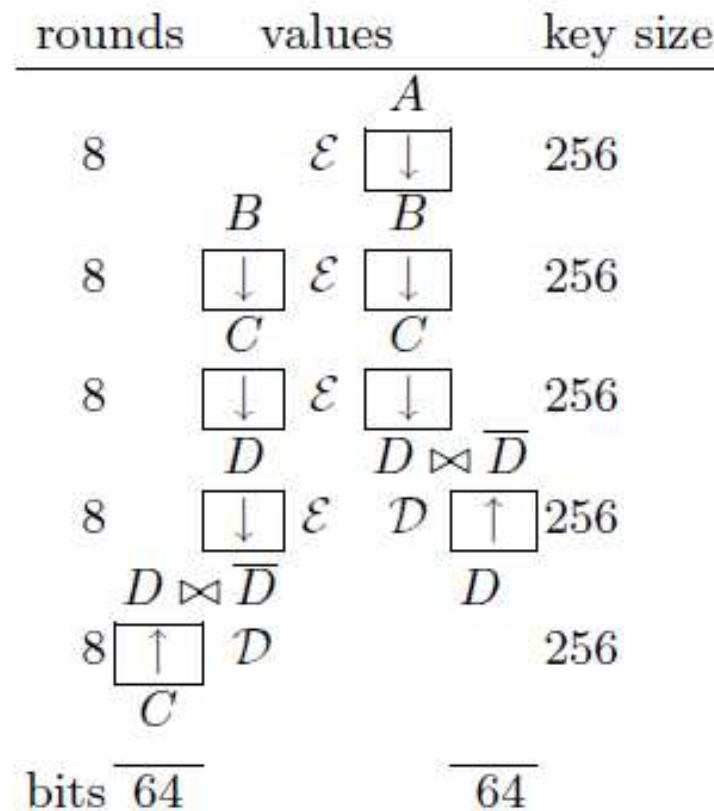 rounds values key size
A
8 ℰ ↓ 256
B B
8 ↓ ℰ ↓ 256
C C
8 ↓ ℰ ↓ 256
D D ⋈ D̅
8 ↓ ℰ 𝒟 ↑ 256
D ⋈ D̅ D
8 ↑ 𝒟 256
C
bits 64 64